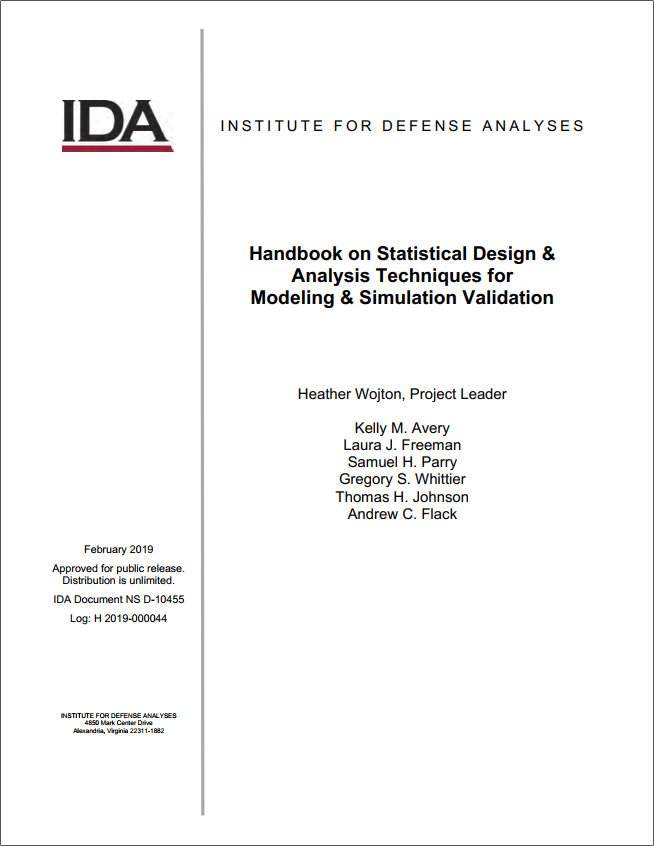 IDA
INSTITUTE FOR DEFENSE ANALYSES
Handbook on Statistical Design &
Analysis Techniques for
Modeling & Simulation Validation
Heather Wojton, Project Leader
Kelly M. Avery
Laura J. Freeman
Samuel H. Parry
Gregory S. Whittier
Thomas H. Johnson
Andrew C. Flack
February 2019
Approved for public release.
Distribution is unlimited.
IDA Document NS D-10455
Log: H 2019-000044
INSTITUTE FOR DEFENSE ANALYSES
4850 Mark Center Drive
Alexandria, Virginia 22311-1882